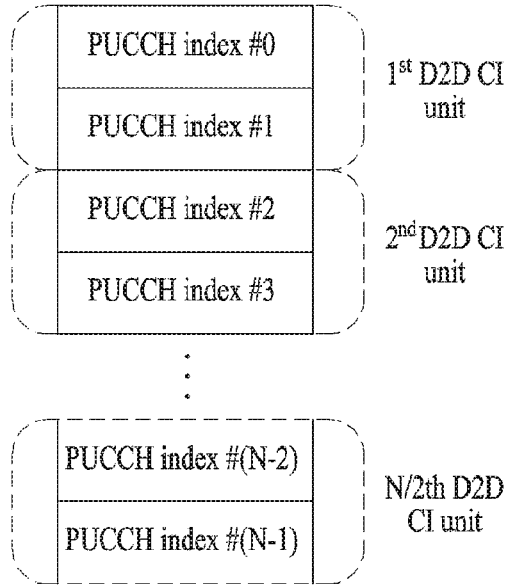 PUCCH index #0
PUCCH index #1
1st D2D CI
unit
PUCCH index #2
PUCCH index #3
2nd D2D CI
unit
PUCCH index #(N-2)
PUCCH index #(N-1)
N/2th D2D
CI unit